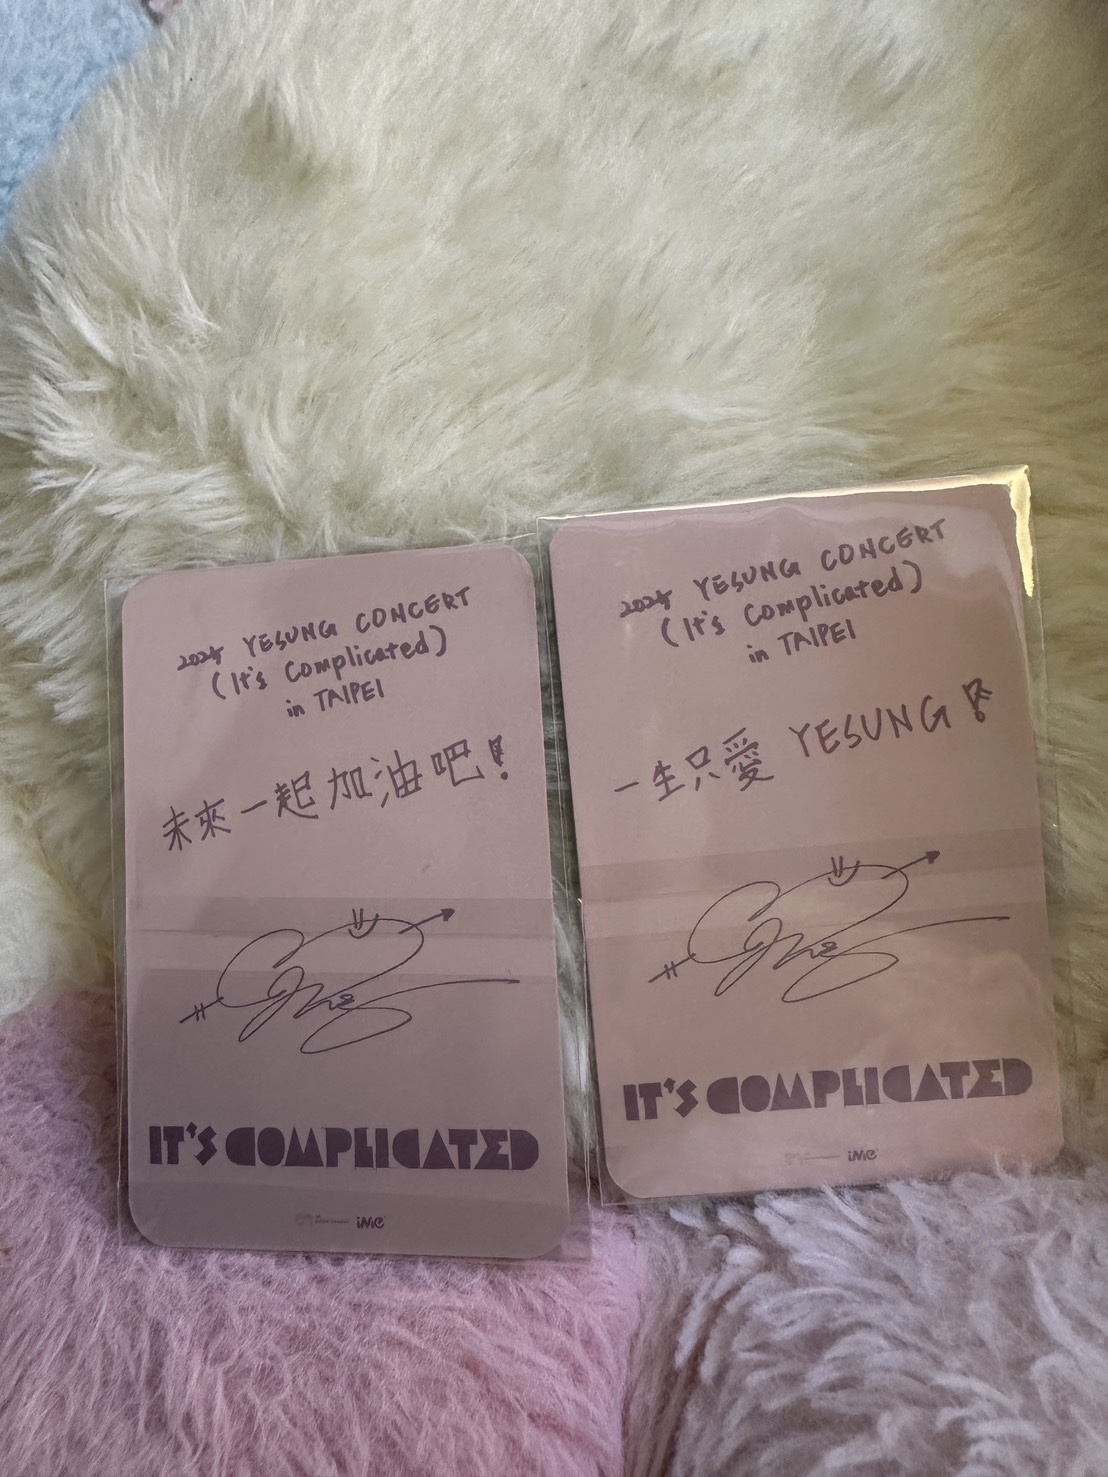 2024 YESUNG CONCERT
(It's Complicated)
in TAIPEI
未來一起加油吧!
IT'S COMPLICATED
iMe
2024 YESUNG CONCERT
(It's Complicated)
in TAIPEI
一生只愛 YESUNG!
IT'S COMPLICATED
iMe